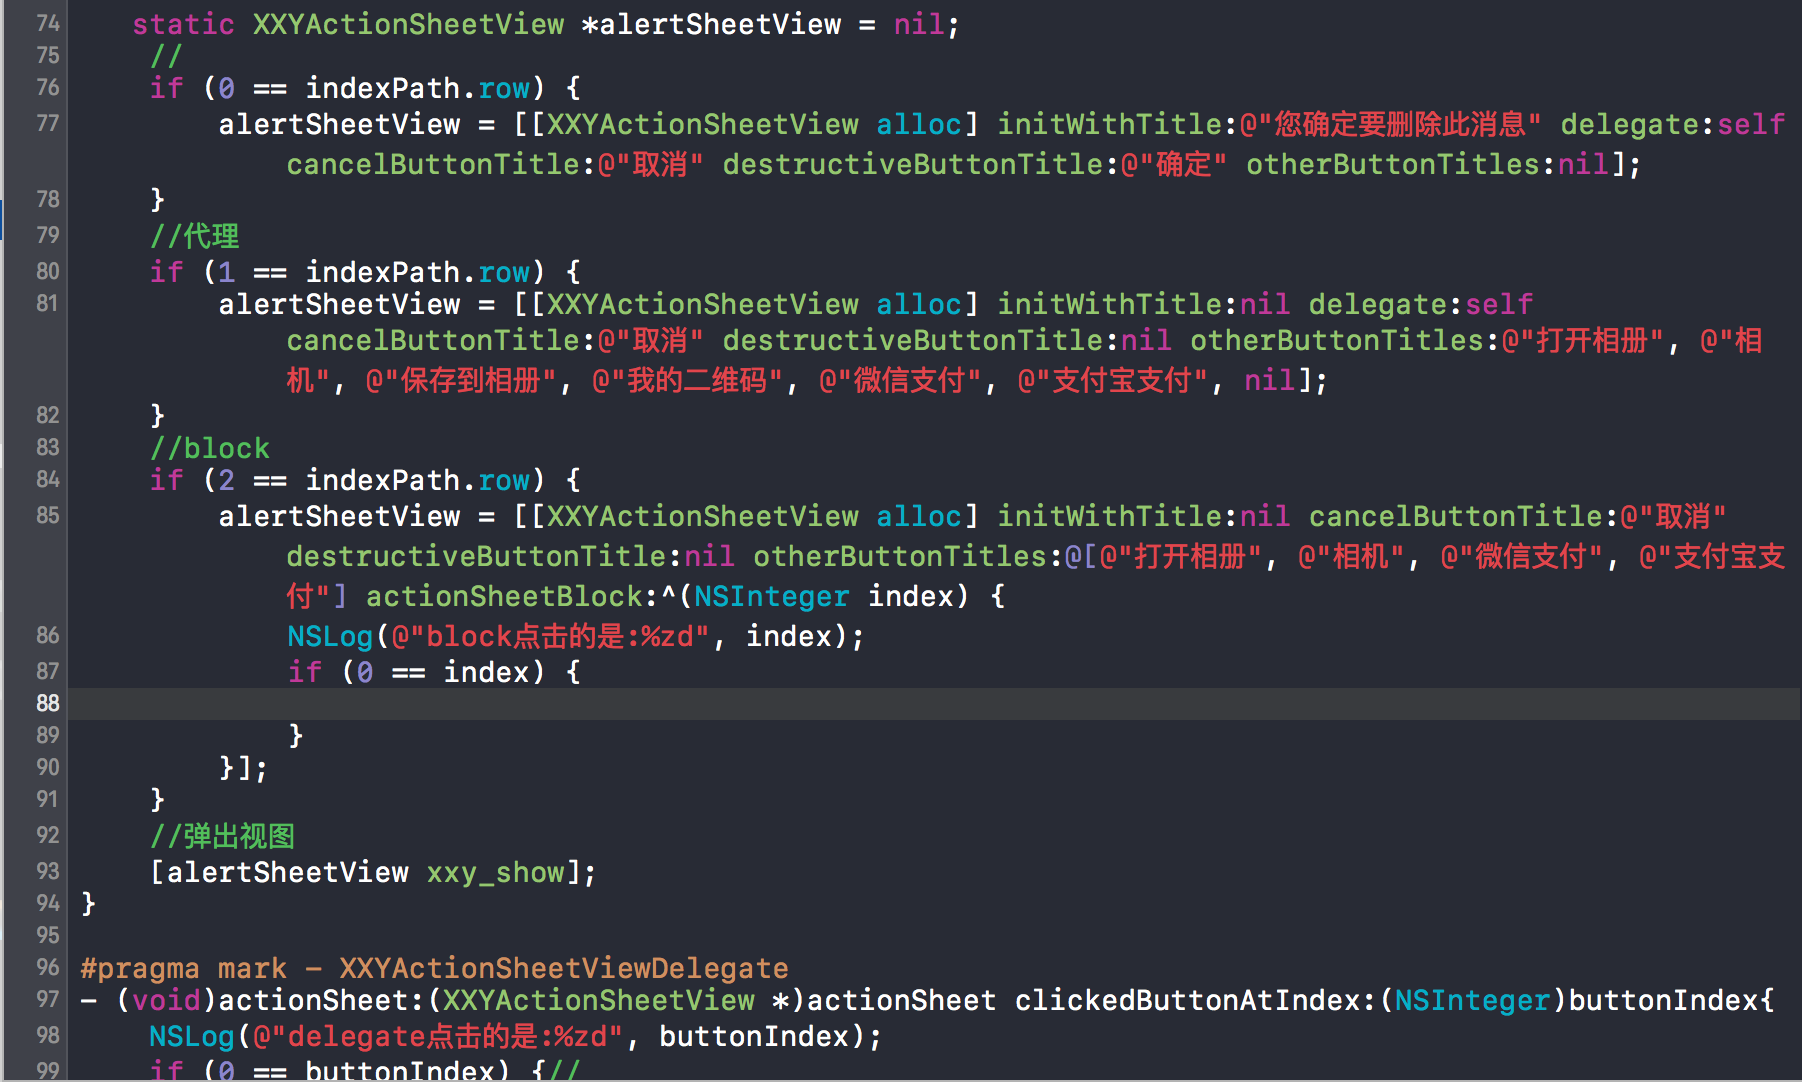 74 static XXYActionSheetView *alertSheetView = nil;
75 //
76 if (0 == indexPath.row) {
77 alertSheetView = [[XXYActionSheetView alloc] initWithTitle:@"您确定要删除此消息" delegate:self
cancelButtonTitle:@"取消" destructiveButtonTitle:@"确定" otherButtonTitles:nil];
78 }
79 //代理
80 if (1 == indexPath.row) {
81 alertSheetView = [[XXYActionSheetView alloc] initWithTitle:nil delegate:self
cancelButtonTitle:@"取消" destructiveButtonTitle:nil otherButtonTitles:@"打开相册", @"相
机", @"保存到相册", @"我的二维码", @"微信支付", @"支付宝支付", nil];
82 }
83 //block
84 if (2 == indexPath.row) {
85 alertSheetView = [[XXYActionSheetView alloc] initWithTitle:nil cancelButtonTitle:@"取消"
destructiveButtonTitle:nil otherButtonTitles:@[@"打开相册", @"相机", @"微信支付", @"支付宝支
付"] actionSheetBlock:^(NSInteger index) {
86 NSLog(@"block点击的是:%zd", index);
87 if (0 == index) {
88
89 }
90 }];
91 }
92 //弹出视图
93 [alertSheetView xxy_show];
94 }
95
96 #pragma mark - XXYActionSheetViewDelegate
97 - (void)actionSheet:(XXYActionSheetView *)actionSheet clickedButtonAtIndex:(NSInteger)buttonIndex{
98 NSLog(@"delegate点击的是:%zd", buttonIndex);
99 if (0 == buttonIndex) {//